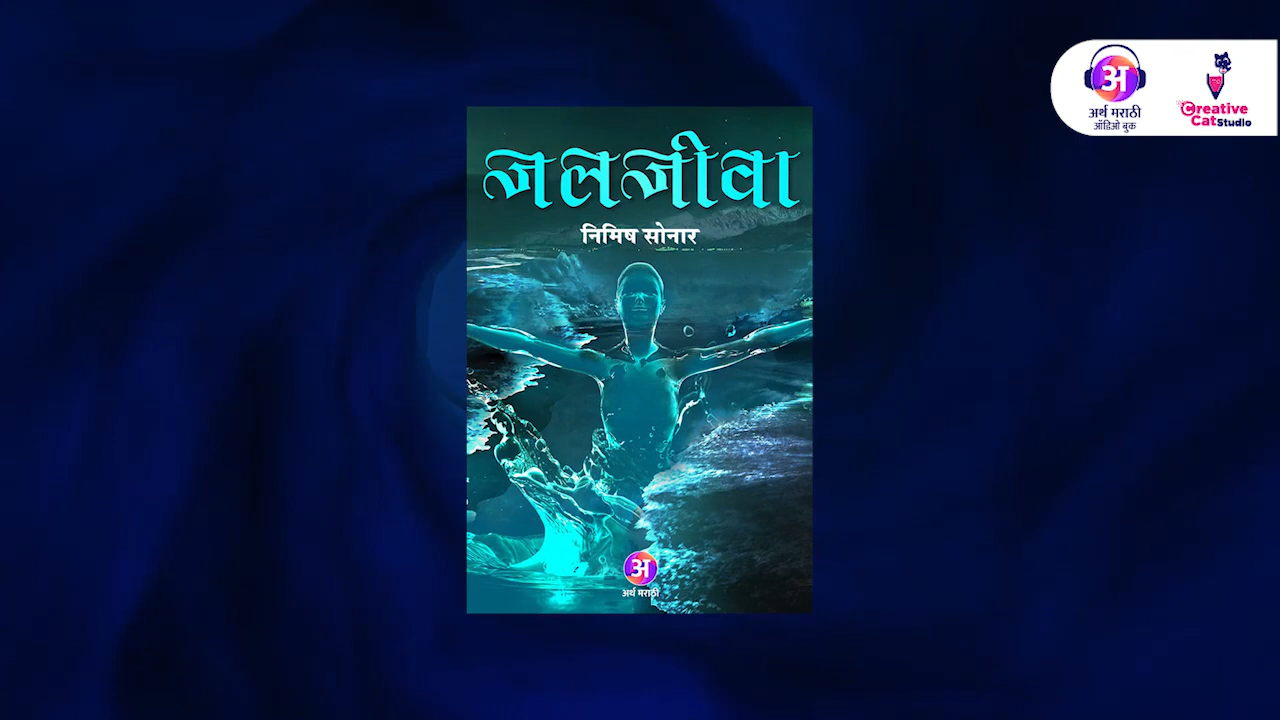 जलजीवा
निमिष सोनार
अ
अर्थ मराठी
अ
अर्थ मराठी
ऑडिओ बुक
Creative
Cat Studio